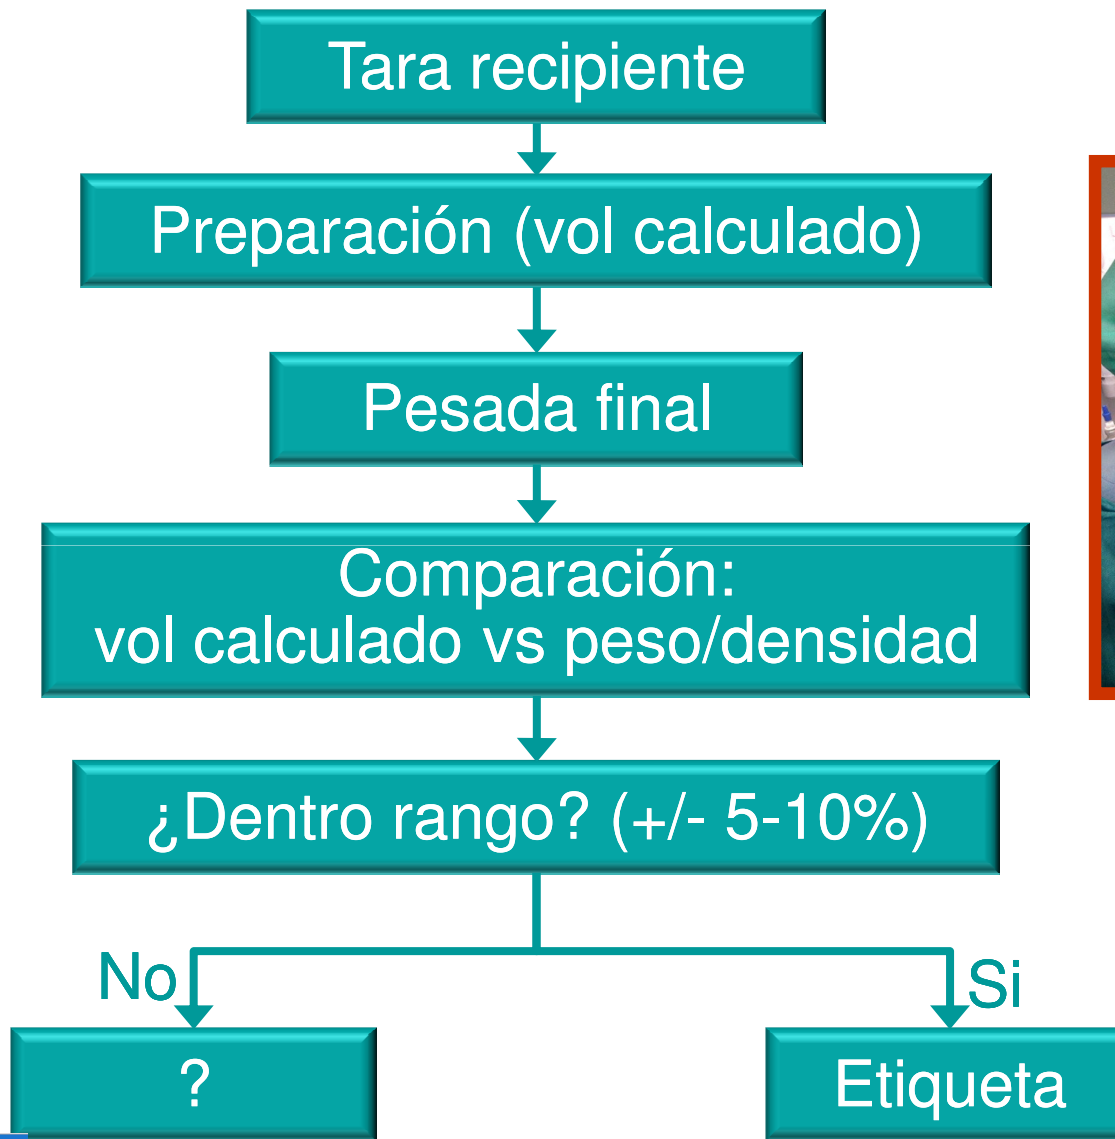 Tara recipiente
Preparación (vol calculado)
Pesada final
Comparación:
vol calculado vs peso/densidad
¿Dentro rango? (+/- 5-10%)
No
Si
?
Etiqueta